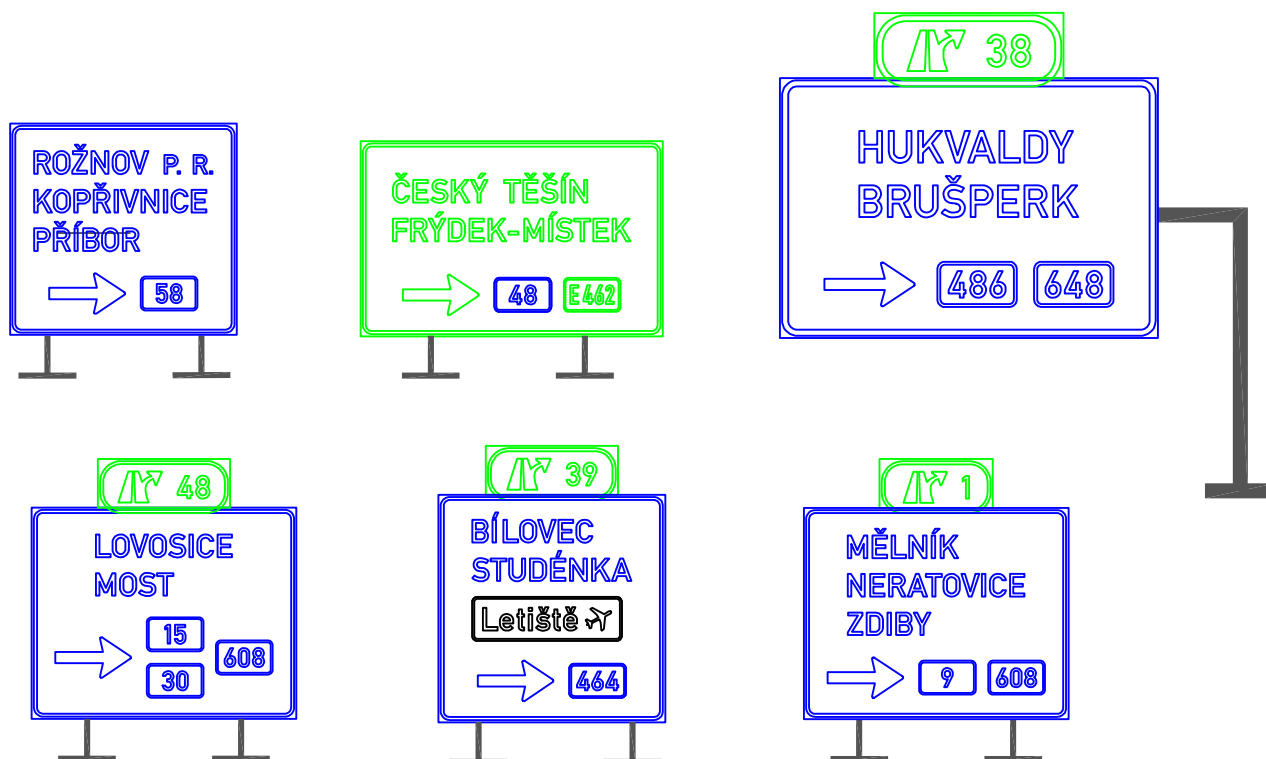 ROŽNOV P. R.
KOPŘIVNICE
PŘÍBOR
58
ČESKÝ TĚŠÍN
FRÝDEK-MÍSTEK
48 E462
38
HUKVALDY
BRUŠPERK
486 648
48
LOVOSICE
MOST
15
608
30
39
BÍLOVEC
STUDÉNKA
Letiště
464
1
MĚLNÍK
NERATOVICE
ZDIBY
9 608